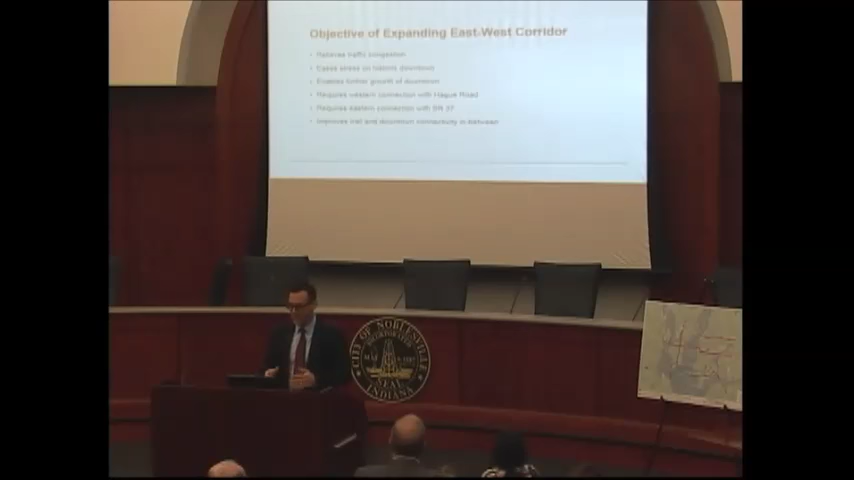 Objective of Expanding East-West Corridor
• Relieves traffic congestion
• Eases stress on historic downtown
• Enables further growth of downtown
• Requires western connection with Hague Road
• Requires eastern connection with SR 37
• Improves trail and downtown connectivity in between
CITY OF NOBLESVILLE
INCORPORATED
SEAL
INDIANA